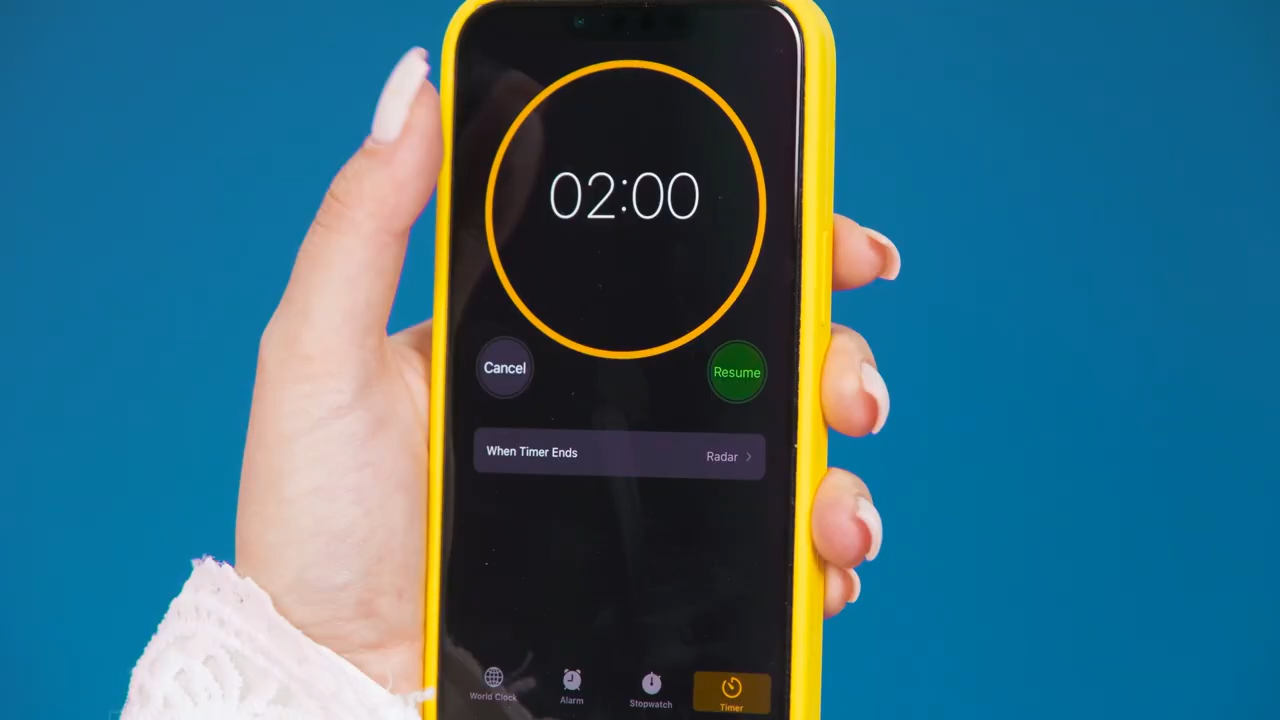 02:00
Cancel
Resume
When Timer Ends
Radar
World Clock
Alarm
Stopwatch
Timer